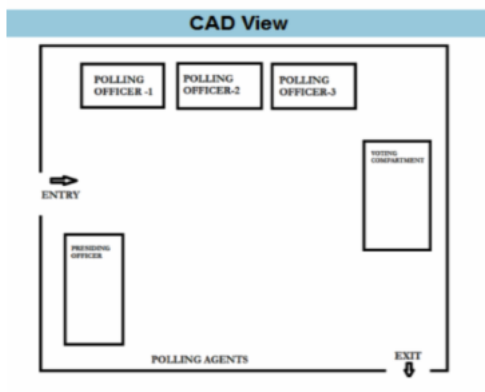 CAD View
POLLING
OFFICER -1
POLLING
OFFICER-2
POLLING
OFFICER-3
VOTING
COMPARTMENT
ENTRY
PRESIDING
OFFICER
POLLING AGENTS
EXIT